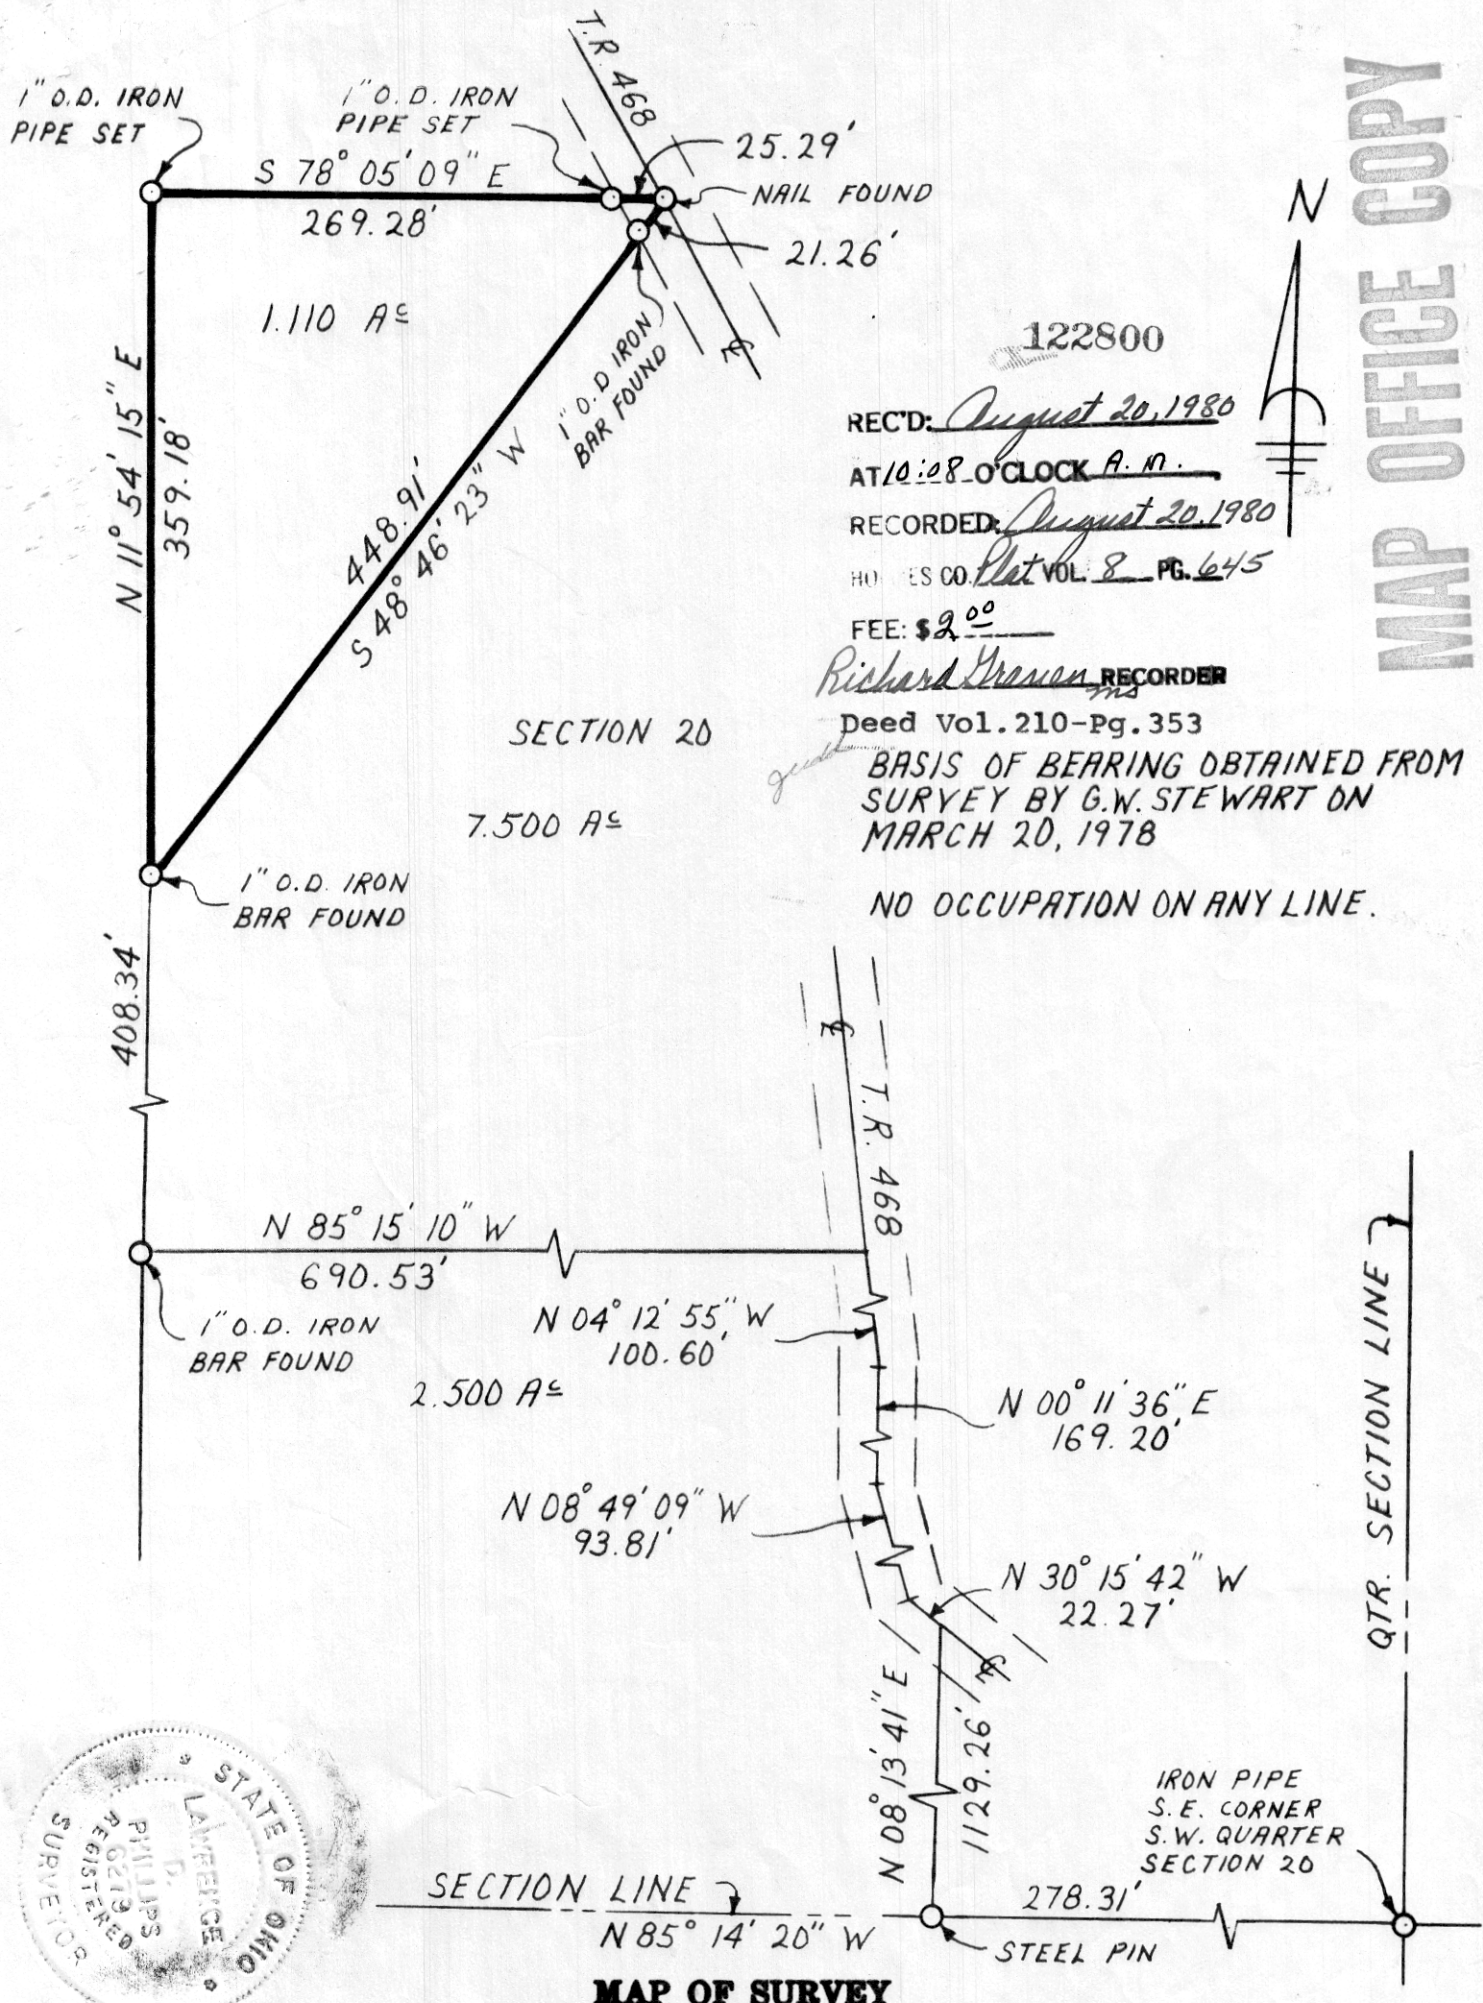 T.R. 468
1" O.D. IRON
PIPE SET
1" O.D. IRON
PIPE SET
25.29'
S 78° 05' 09" E
NAIL FOUND
269.28'
21.26'
N
1.110 Ac
1" O.D IRON
BAR FOUND
N 11° 54' 15" E
359.18'
448.91'
S 48° 46' 23" W
MAP OFFICE COPY
122800
REC'D: August 20, 1980
AT 10:08 O'CLOCK A.M.
RECORDED: August 20, 1980
CO. Plat VOL. 8 PG. 645
FEE: $2.00
Richard RECORDER
Deed Vol.210-Pg.353
SECTION 20
BASIS OF BEARING OBTAINED FROM
SURVEY BY G.W. STEWART ON
MARCH 20, 1978
7.500 Ac
NO OCCUPATION ON ANY LINE.
1" O.D. IRON
BAR FOUND
408.34'
T.R. 468
N 85° 15' 10" W
690.53'
1" O.D. IRON
BAR FOUND
N 04° 12' 55" W
100.60'
2.500 Ac
N 00° 11' 36" E
169.20'
QTR. SECTION LINE
N 08° 49' 09" W
93.81'
N 30° 15' 42" W
22.27'
N 08° 13' 41" E
1129.26'
IRON PIPE
S.E. CORNER
S.W. QUARTER
SECTION 20
SECTION LINE
278.31'
N 85° 14' 20" W
STEEL PIN
STATE OF OHIO
LAWRENCE
D.
PHILLIPS
6279
REGISTERED
SURVEYOR
MAP OF SURVEY